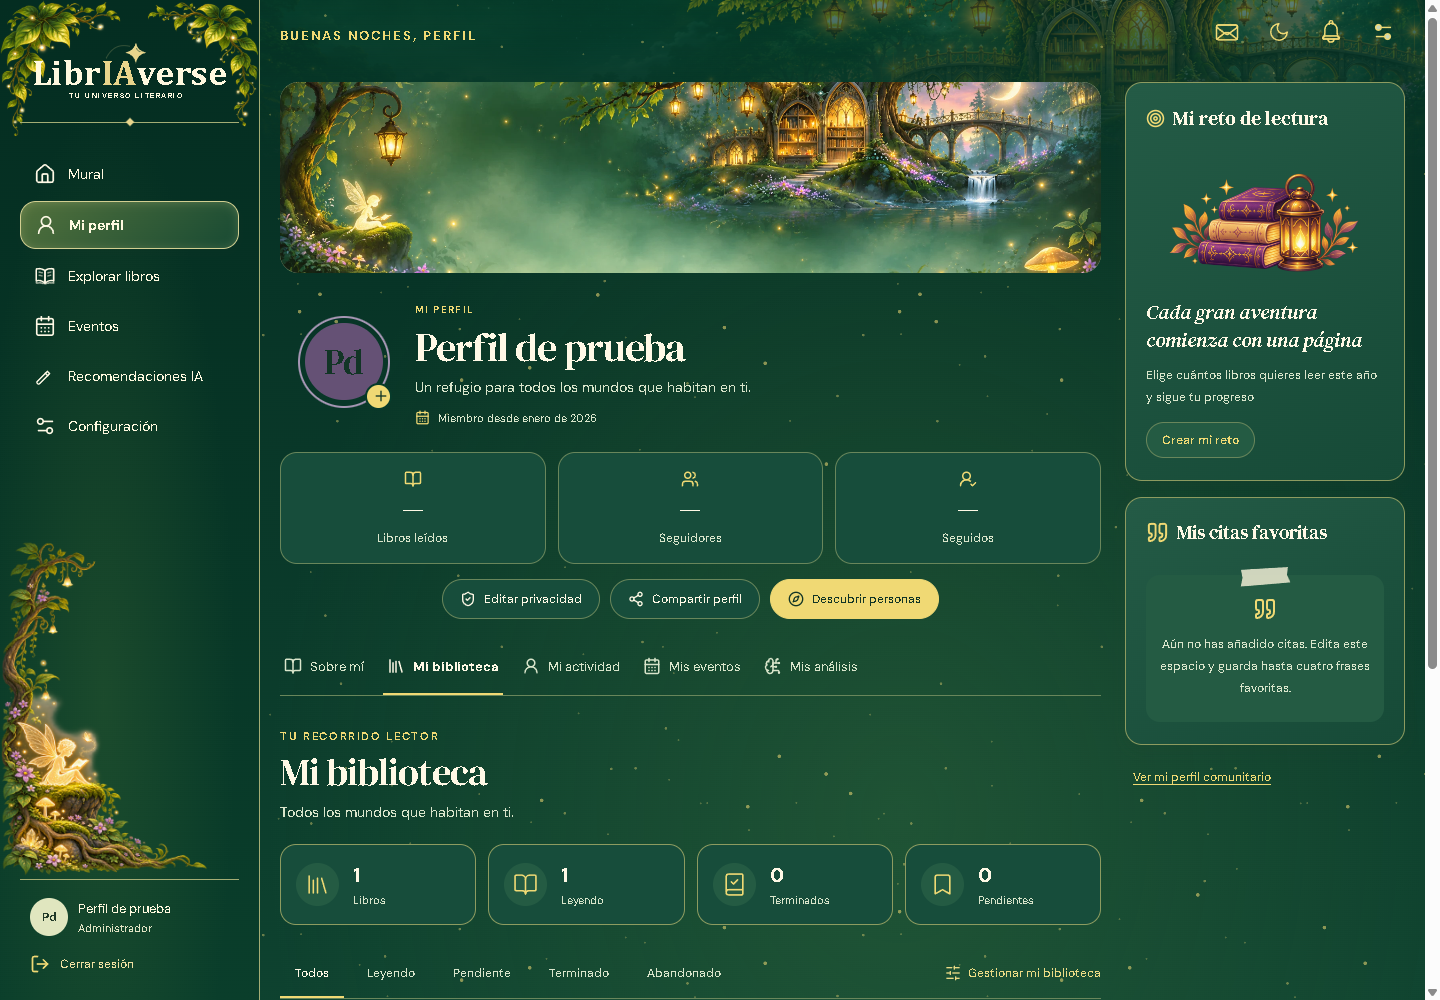 LibrIAverse
TU UNIVERSO LITERARIO
Mural
Mi perfil
Explorar libros
Eventos
Recomendaciones IA
Configuración
Pd
Perfil de prueba
Administrador
Cerrar sesión
BUENAS NOCHES, PERFIL
Pd
MI PERFIL
Perfil de prueba
Un refugio para todos los mundos que habitan en ti.
Miembro desde enero de 2026
—
Libros leídos
—
Seguidores
—
Seguidos
Editar privacidad
Compartir perfil
Descubrir personas
Sobre mí
Mi biblioteca
Mi actividad
Mis eventos
Mis análisis
TU RECORRIDO LECTOR
Mi biblioteca
Todos los mundos que habitan en ti.
1
Libros
1
Leyendo
0
Terminados
0
Pendientes
Todos
Leyendo
Pendiente
Terminado
Abandonado
Gestionar mi biblioteca
Mi reto de lectura
Cada gran aventura
comienza con una página
Elige cuántos libros quieres leer este año
y sigue tu progreso
Crear mi reto
Mis citas favoritas
Aún no has añadido citas. Edita este
espacio y guarda hasta cuatro frases
favoritas.
Ver mi perfil comunitario